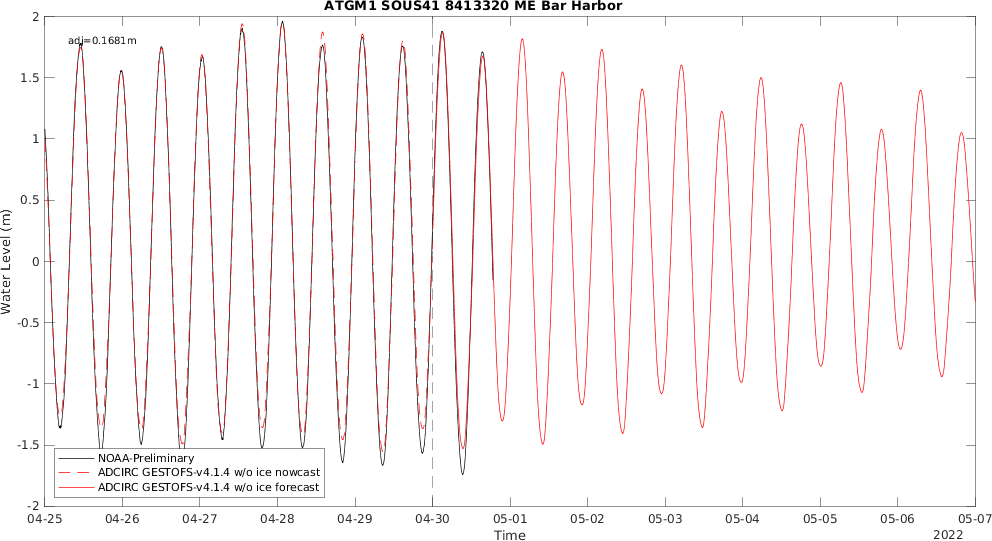 ATGM1 SOUS41 8413320 ME Bar Harbor
adj=0.1681m
2
1.5
1
0.5
0
-0.5
-1
-1.5
-2
Water Level (m)
NOAA-Preliminary
ADCIRC GESTOFS-v4.1.4 w/o ice nowcast
ADCIRC GESTOFS-v4.1.4 w/o ice forecast
04-25 04-26 04-27 04-28 04-29 04-30 05-01 05-02 05-03 05-04 05-05 05-06 05-07
Time
2022